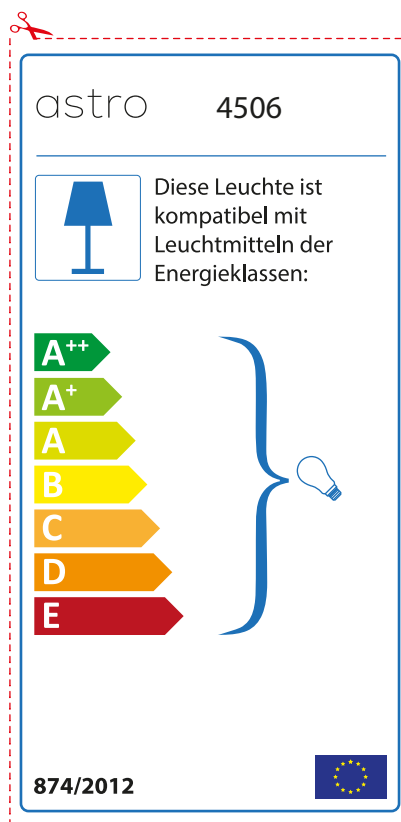 astro 4506
Diese Leuchte ist
kompatibel mit
Leuchtmitteln der
Energieklassen:
A++
A+
A
B
C
D
E
874/2012